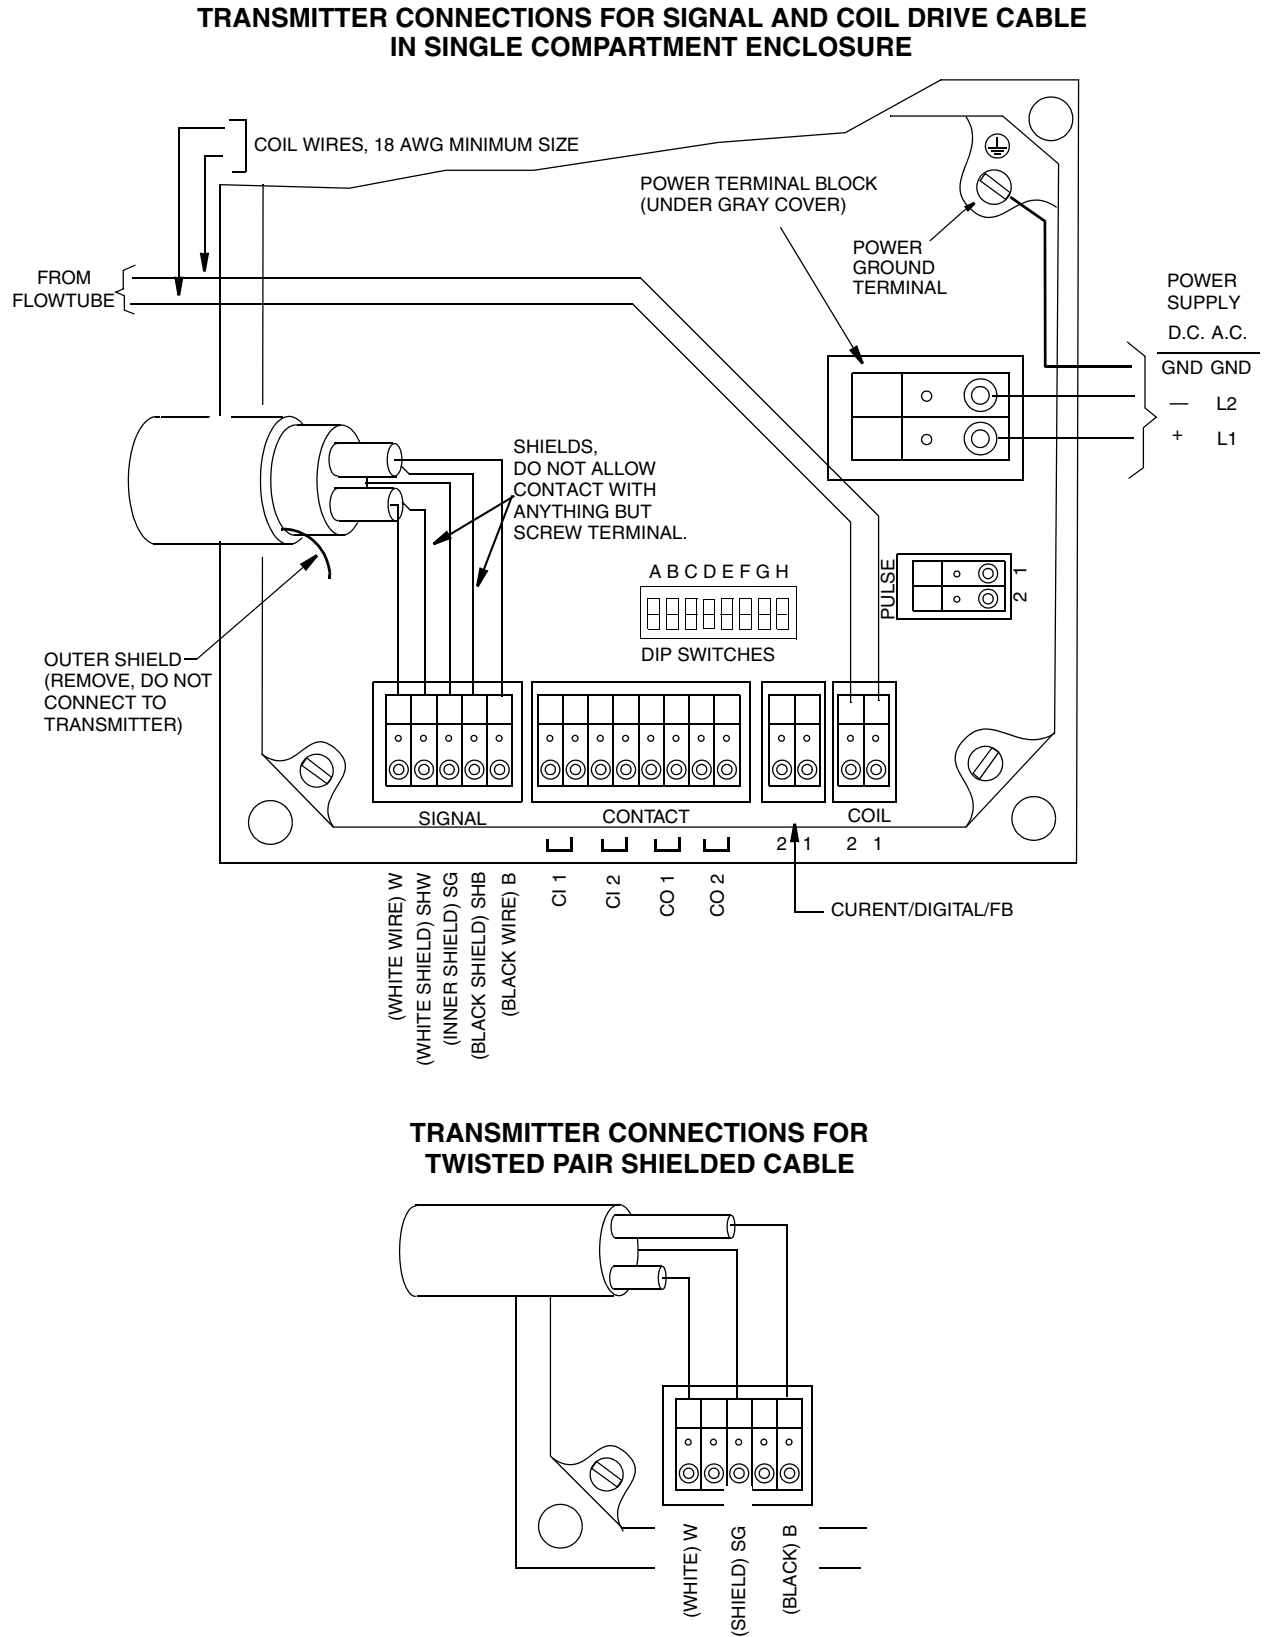 TRANSMITTER CONNECTIONS FOR SIGNAL AND COIL DRIVE CABLE
IN SINGLE COMPARTMENT ENCLOSURE
COIL WIRES, 18 AWG MINIMUM SIZE
POWER TERMINAL BLOCK
(UNDER GRAY COVER)
POWER
GROUND
TERMINAL
FROM
FLOWTUBE
POWER
SUPPLY
D.C. A.C.
GND GND
— L2
+ L1
SHIELDS,
DO NOT ALLOW
CONTACT WITH
ANYTHING BUT
SCREW TERMINAL.
A B C D E F G H
DIP SWITCHES
PULSE
1
2
OUTER SHIELD
(REMOVE, DO NOT
CONNECT TO
TRANSMITTER)
SIGNAL
CONTACT
COIL
2 1
2 1
(WHITE WIRE) W
(WHITE SHIELD) SHW
(INNER SHIELD) SG
(BLACK SHIELD) SHB
(BLACK WIRE) B
CI 1
CI 2
CO 1
CO 2
CURENT/DIGITAL/FB
TRANSMITTER CONNECTIONS FOR
TWISTED PAIR SHIELDED CABLE
(WHITE) W
(SHIELD) SG
(BLACK) B